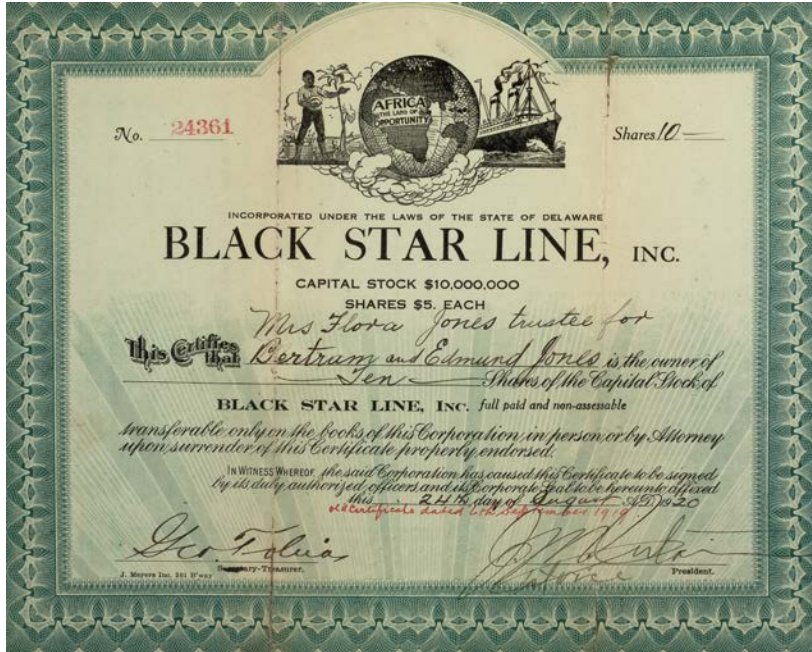 AFRICA
THE LAND OF
OPPORTUNITY
No. 24361
Shares 10
INCORPORATED UNDER THE LAWS OF THE STATE OF DELAWARE
BLACK STAR LINE, INC.
CAPITAL STOCK $10,000,000
SHARES $5. EACH
Mrs Flora Jones trustee for
This Certifies that Bertrum and Edmund Jones is the owner of
Ten Shares of the Capital Stock of
BLACK STAR LINE, INC. full paid and non-assessable
transferable only on the books of this Corporation in person or by Attorney
upon surrender of this Certificate properly endorsed.
IN WITNESS WHEREOF, the said Corporation has caused this Certificate to be signed
by its duly authorized officers and its Corporate Seal to be hereunto affixed
this 24th day of August A.D. 1920
old Certificate dated 6th September 1919
Geo Tobias
Secretary-Treasurer.
President.
J. Meyers Inc. 381 B'way